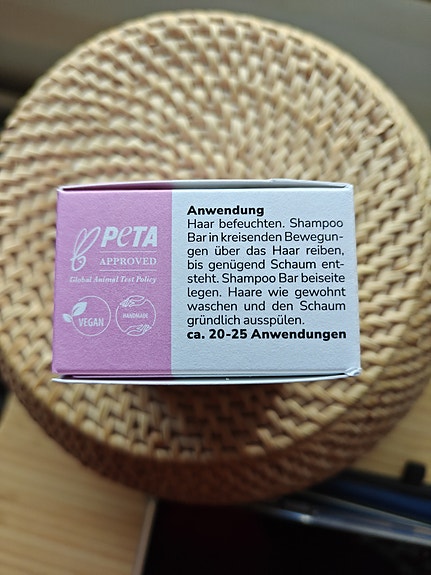 PETA
APPROVED
Global Animal Test Policy
VEGAN
HANDMADE
Anwendung
Haar befeuchten. Shampoo
Bar in kreisenden Bewegun-
gen über das Haar reiben,
bis genügend Schaum ent-
steht. Shampoo Bar beiseite
legen. Haare wie gewohnt
waschen und den Schaum
gründlich ausspülen.
ca. 20-25 Anwendungen